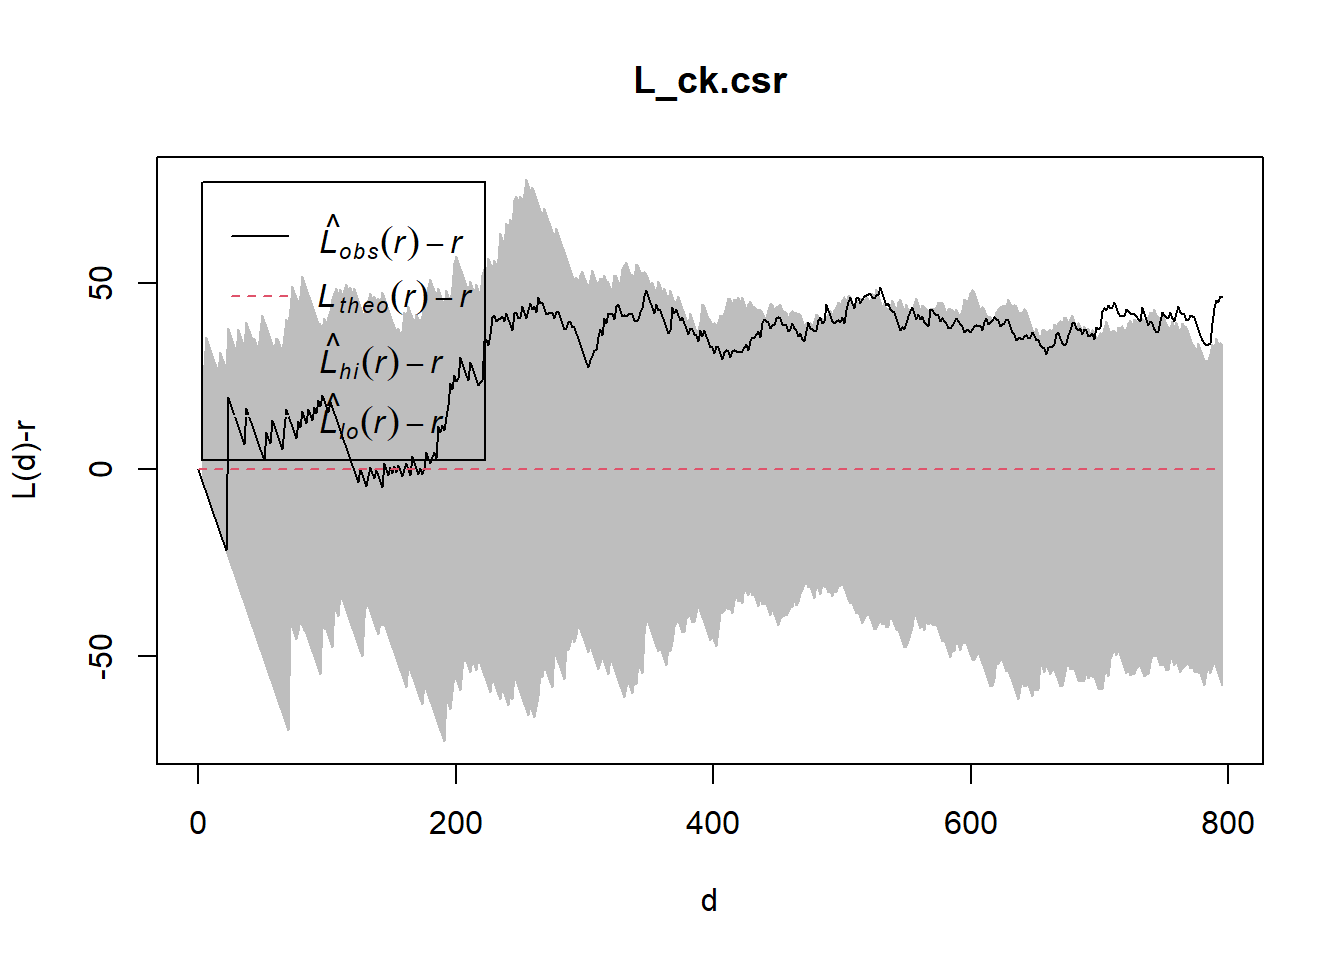 L_ck.csr
L̂obs(r) − r
Ltheo(r) − r
L̂hi(r) − r
L̂lo(r) − r
L(d)-r
50
0
-50
0 200 400 600 800
d